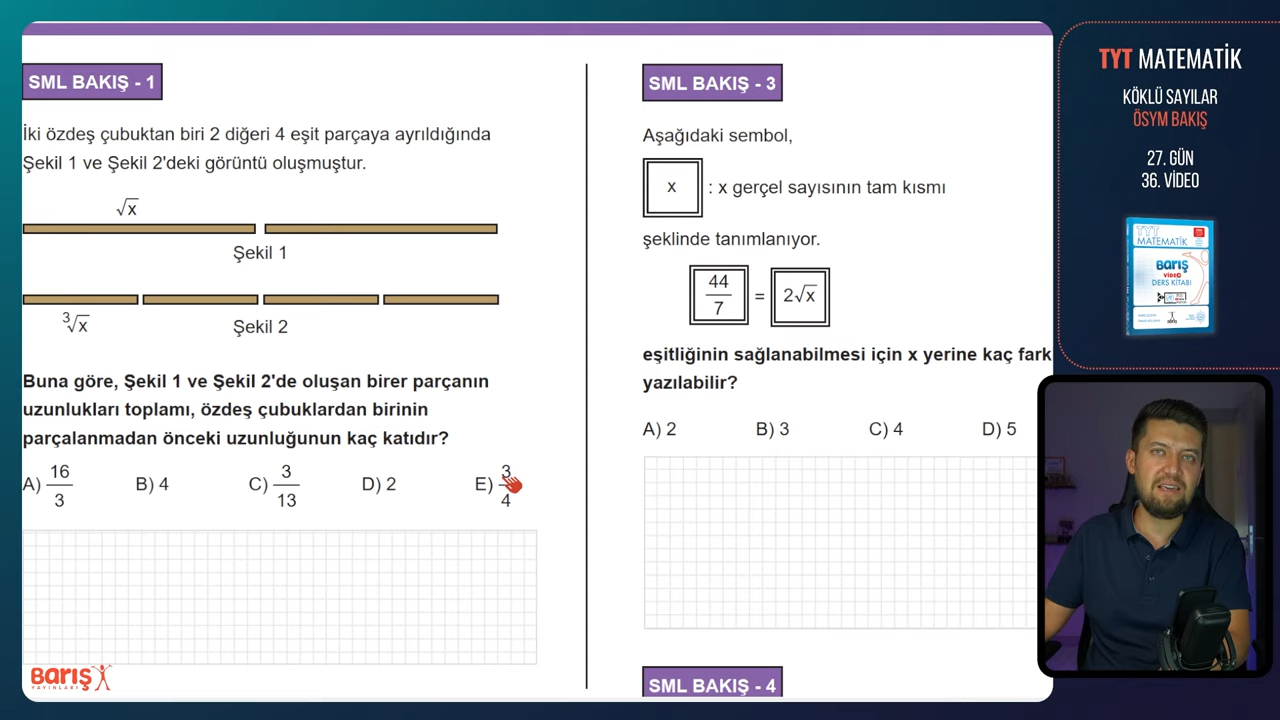 SML BAKIŞ - 1
İki özdeş çubuktan biri 2 diğeri 4 eşit parçaya ayrıldığında
Şekil 1 ve Şekil 2'deki görüntü oluşmuştur.
√x
Şekil 1
∛x
Şekil 2
Buna göre, Şekil 1 ve Şekil 2'de oluşan birer parçanın
uzunlukları toplamı, özdeş çubuklardan birinin
parçalanmadan önceki uzunluğunun kaç katıdır?
A) 16/3 B) 4 C) 3/13 D) 2 E) 3/4
BARIŞ
YAYINLARI
SML BAKIŞ - 3
Aşağıdaki sembol,
x : x gerçel sayısının tam kısmı
şeklinde tanımlanıyor.
44/7 = 2√x
eşitliğinin sağlanabilmesi için x yerine kaç fark
yazılabilir?
A) 2 B) 3 C) 4 D) 5
SML BAKIŞ - 4
TYT MATEMATİK
KÖKLÜ SAYILAR
ÖSYM BAKIŞ
27. GÜN
36. VİDEO
TYT
MATEMATİK
BARIŞ
VİDEO
DERS KİTABI